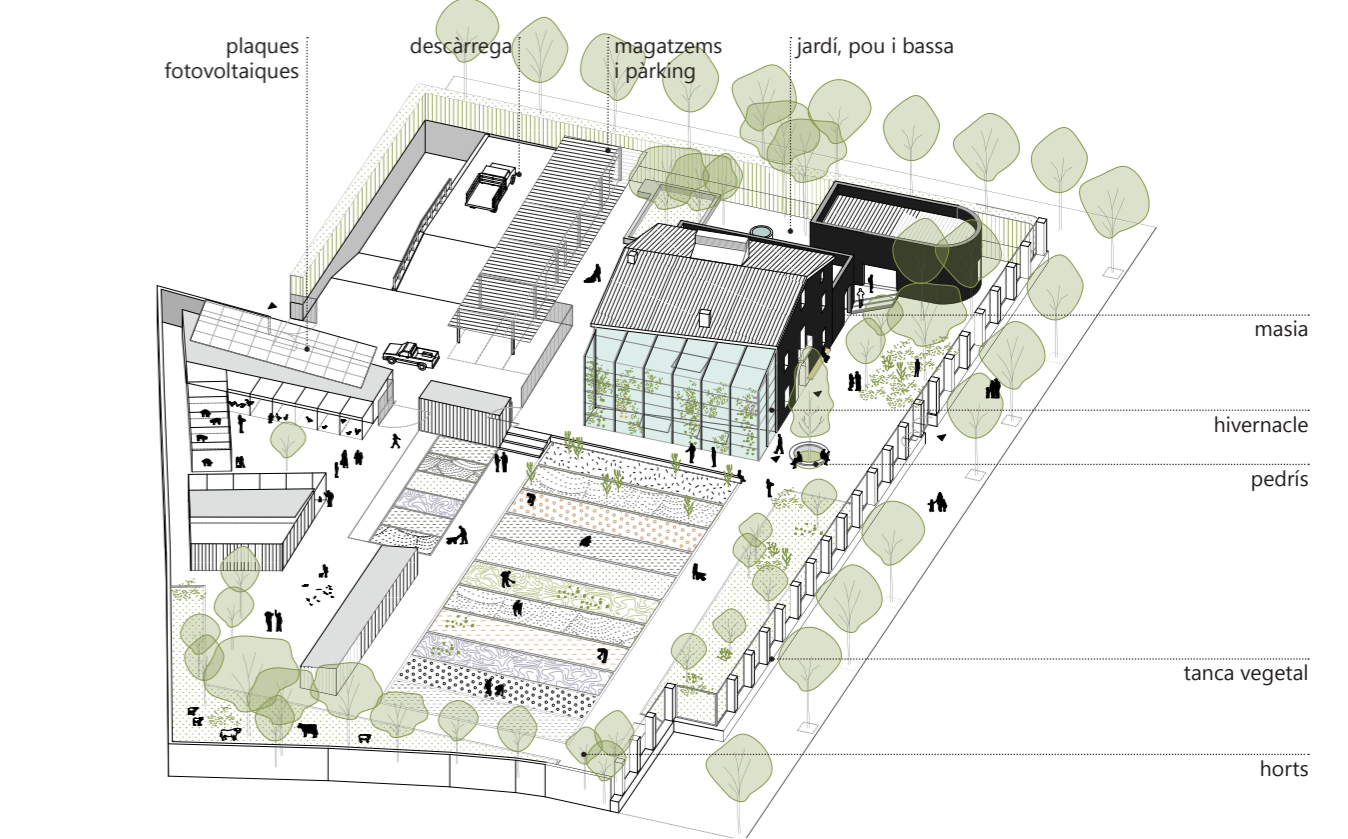 plaques
fotovoltaiques
descàrrega
magatzems
i pàrking
jardí, pou i bassa
masia
hivernacle
pedrís
tanca vegetal
horts